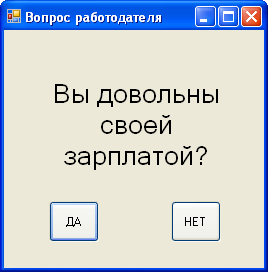 Вопрос работодателя
Вы довольны
своей
зарплатой?
ДА
НЕТ